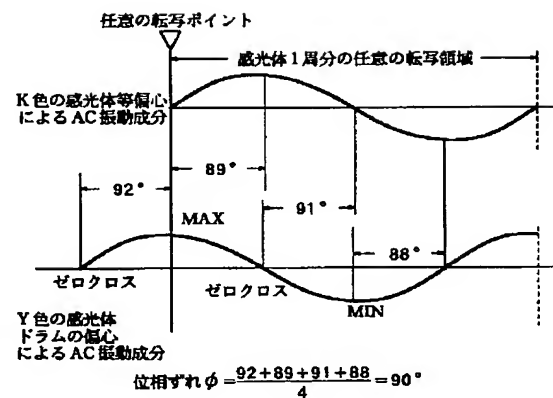 任意の転写ポイント
感光体1周分の任意の転写領域
K色の感光体等偏心
によるAC振動成分
89°
92°
91°
MAX
88°
ゼロクロス
ゼロクロス
MIN
Y色の感光体
ドラムの偏心
によるAC振動成分
位相ずれ φ = 92+89+91+88 / 4 = 90°